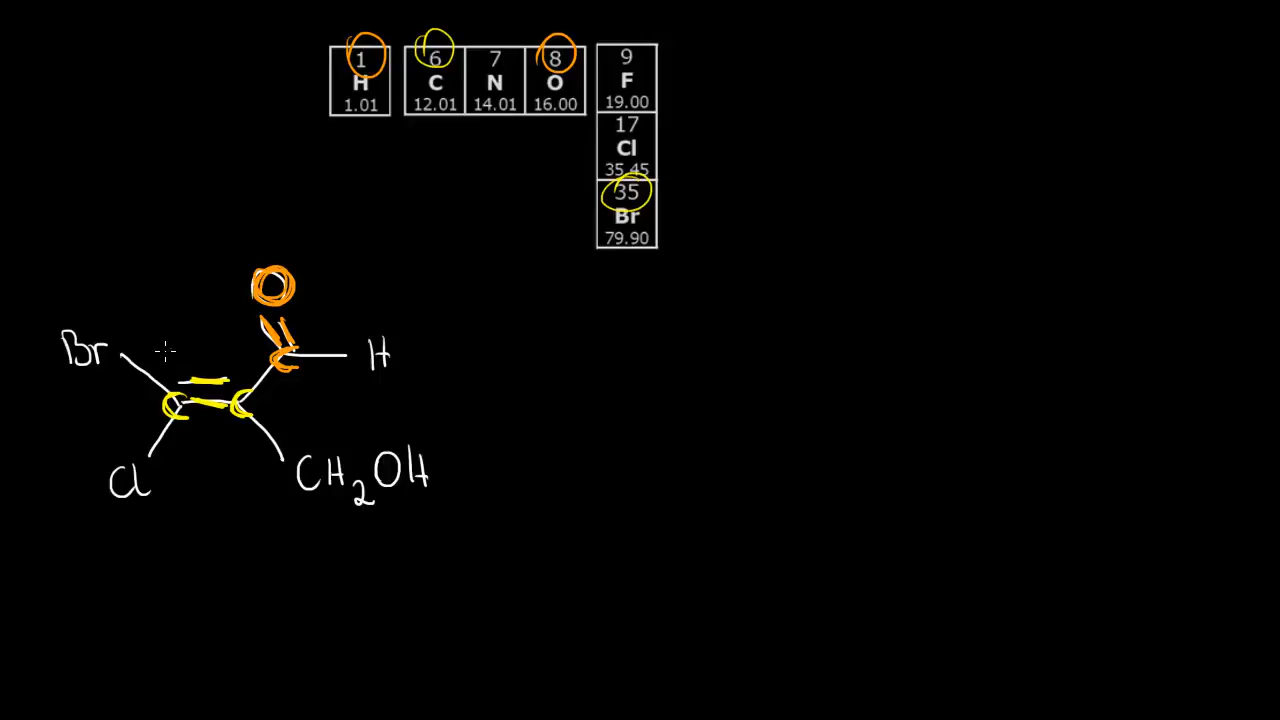 1 6 7 8 9
H C N O F
1.01 12.01 14.01 16.00 19.00
17
Cl
35.45
35
Br
79.90
O
Br H
C C C
Cl CH₂OH